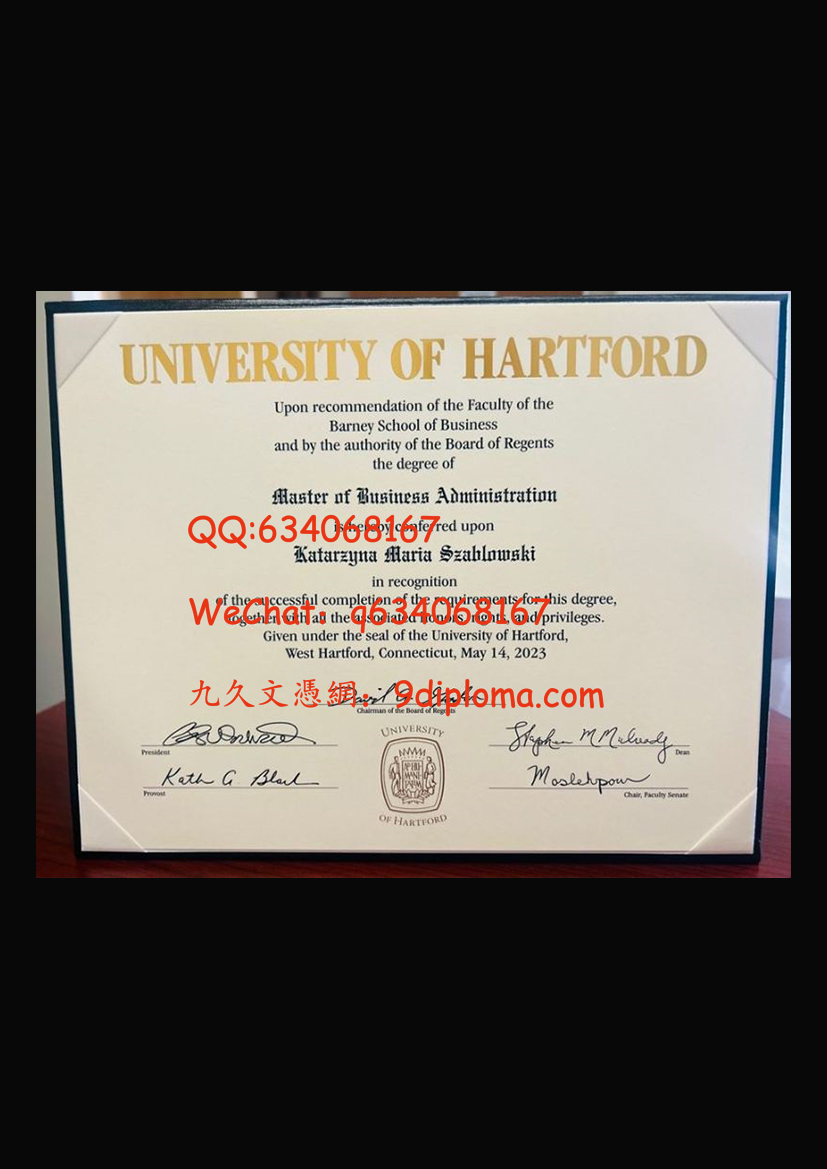 UNIVERSITY OF HARTFORD
Upon recommendation of the Faculty of the
Barney School of Business
and by the authority of the Board of Regents
the degree of
Master of Business Administration
is hereby conferred upon
QQ:634068167
Katarzyna Maria Szablowski
in recognition
of the successful completion of the requirements for this degree,
WeChat: q634068167
together with all the associated honors, rights, and privileges.
Given under the seal of the University of Hartford,
West Hartford, Connecticut, May 14, 2023
九久文憑網：9diploma.com
Chairman of the Board of Regents
President
Stephen M Mulready
Dean
Provost
Moslehpour
Chair, Faculty Senate
UNIVERSITY
OF HARTFORD